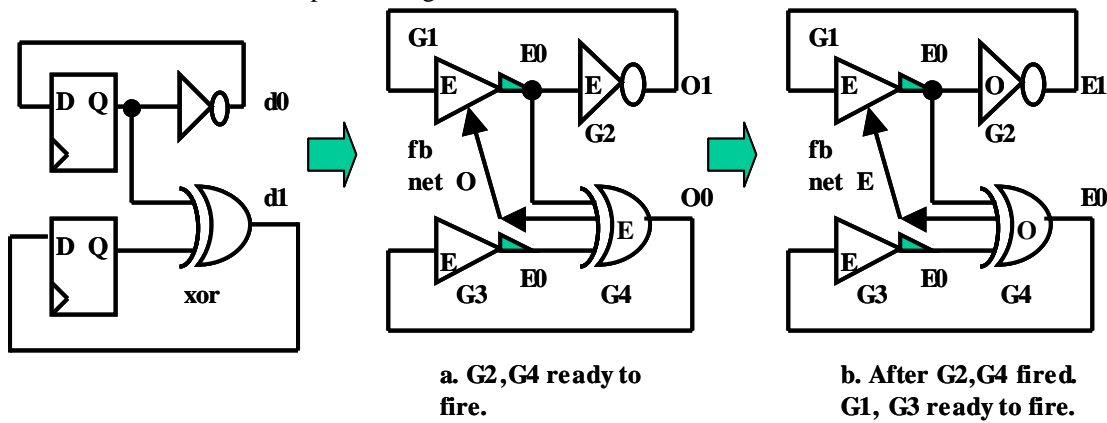 G1
E0
G1
E0
D Q
d0
E
E
O1
E
O
E1
G2
G2
fb
net O
fb
net E
d1
O0
E0
D Q
E
O
E
E
xor
G3
E0
G4
G3
E0
G4
a. G2,G4 ready to
fire.
b. After G2,G4 fired.
G1, G3 ready to fire.